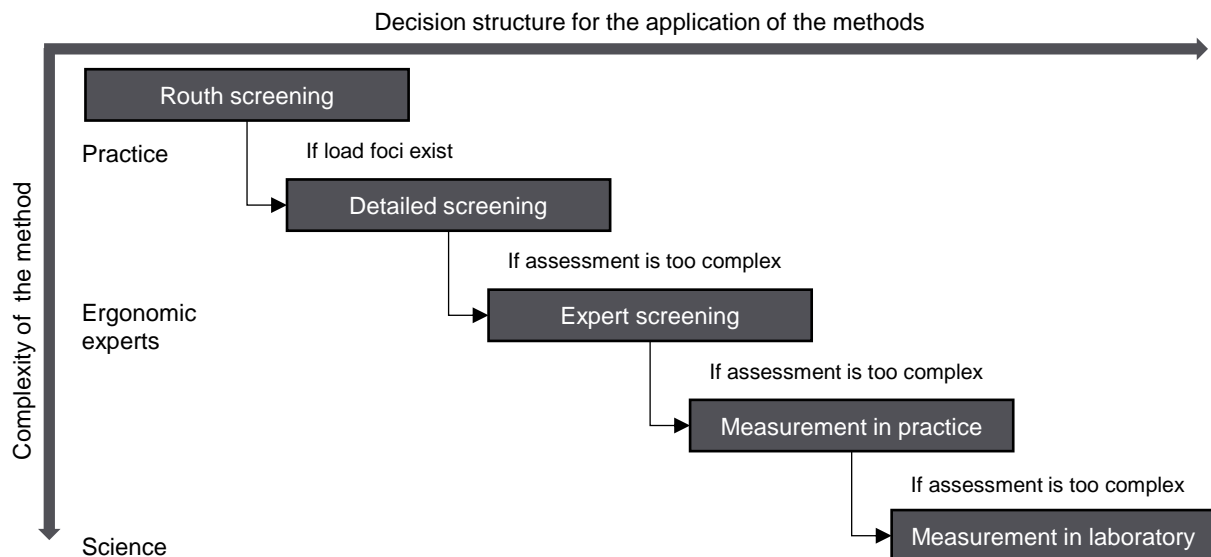 Decision structure for the application of the methods
Complexity of the method
Routh screening
Practice
If load foci exist
Detailed screening
If assessment is too complex
Ergonomic
experts
Expert screening
If assessment is too complex
Measurement in practice
If assessment is too complex
Measurement in laboratory
Science